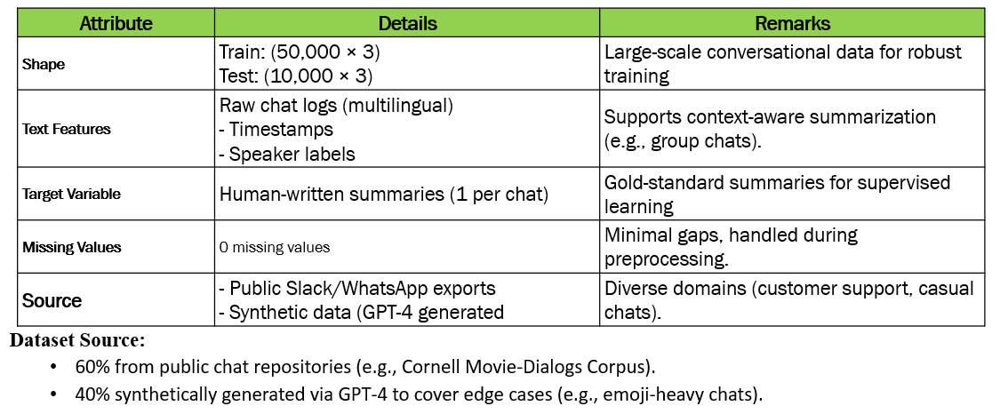 Attribute Details Remarks
Shape
Train: (50,000 × 3)
Test: (10,000 × 3)
Large-scale conversational data for robust
training
Text Features
Raw chat logs (multilingual)
- Timestamps
- Speaker labels
Supports context-aware summarization
(e.g., group chats).
Target Variable
Human-written summaries (1 per chat)
Gold-standard summaries for supervised
learning
Missing Values
0 missing values
Minimal gaps, handled during
preprocessing.
Source
- Public Slack/WhatsApp exports
- Synthetic data (GPT-4 generated
Diverse domains (customer support, casual
chats).
Dataset Source:
• 60% from public chat repositories (e.g., Cornell Movie-Dialogs Corpus).
• 40% synthetically generated via GPT-4 to cover edge cases (e.g., emoji-heavy chats).